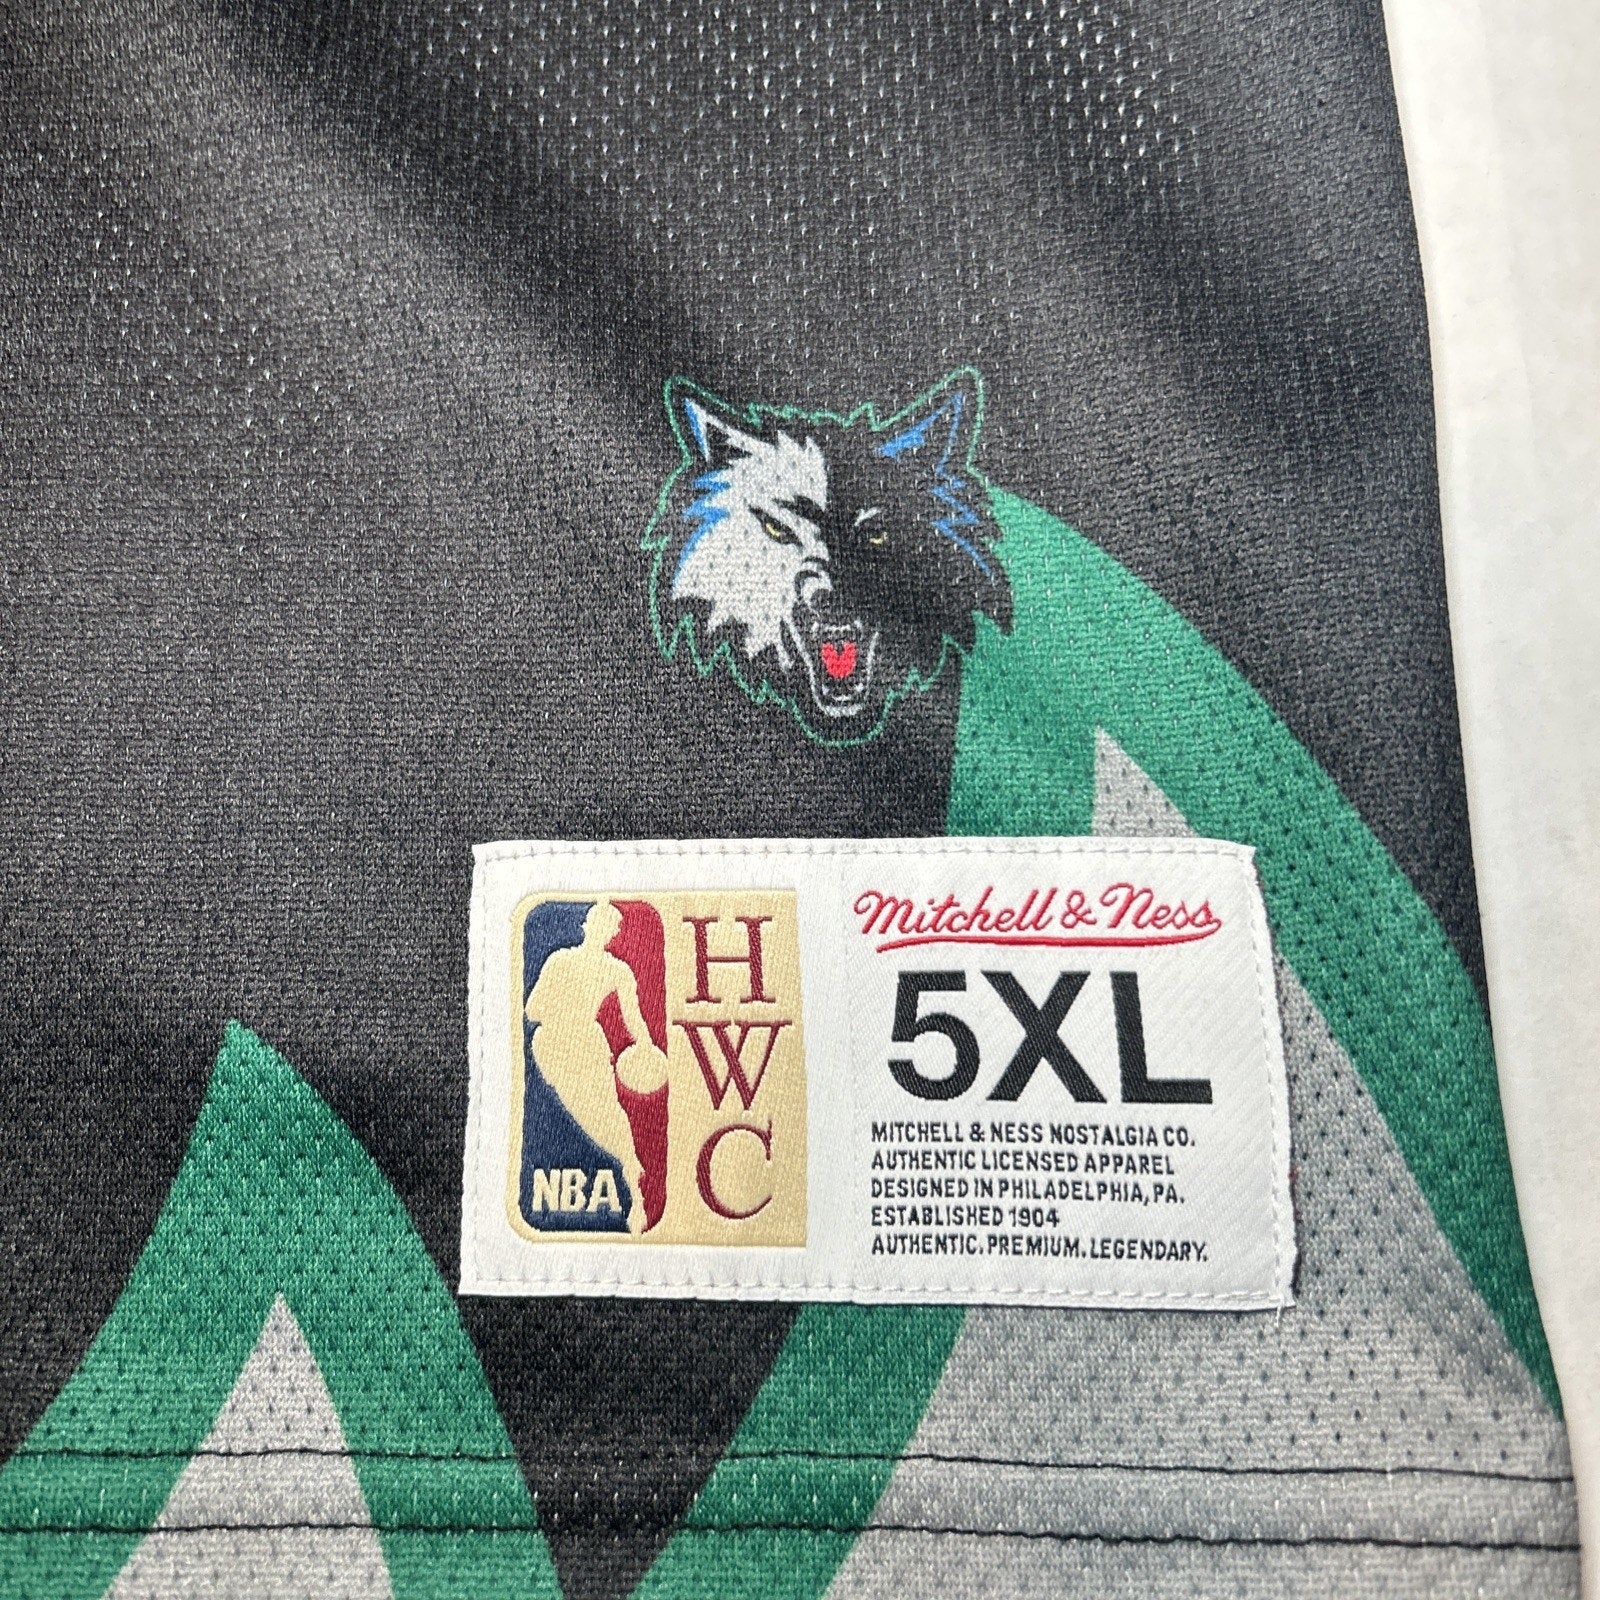 NBA
H
W
C
Mitchell & Ness
5XL
MITCHELL & NESS NOSTALGIA CO.
AUTHENTIC LICENSED APPAREL
DESIGNED IN PHILADELPHIA, PA.
ESTABLISHED 1904
AUTHENTIC. PREMIUM. LEGENDARY.